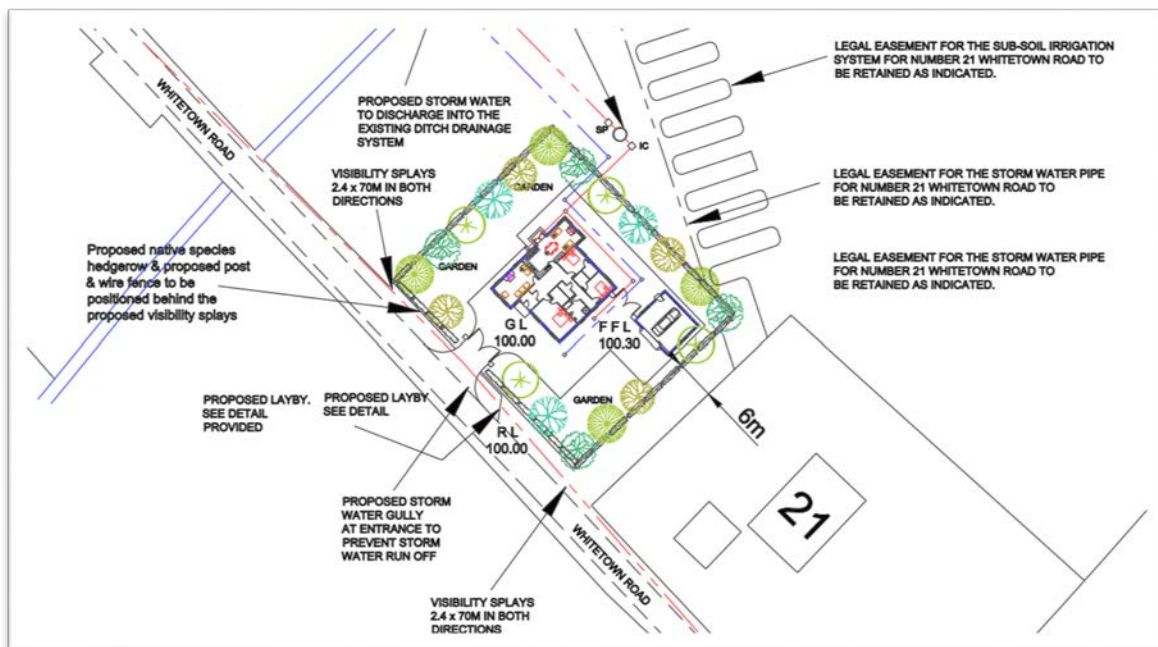 LEGAL EASEMENT FOR THE SUB-SOIL IRRIGATION
SYSTEM FOR NUMBER 21 WHITETOWN ROAD TO
BE RETAINED AS INDICATED.
WHITETOWN ROAD
PROPOSED STORM WATER
TO DISCHARGE INTO THE
EXISTING DITCH DRAINAGE
SYSTEM
SP
IC
VISIBILITY SPLAYS
2.4 x 70M IN BOTH
DIRECTIONS
GARDEN
LEGAL EASEMENT FOR THE STORM WATER PIPE
FOR NUMBER 21 WHITETOWN ROAD TO
BE RETAINED AS INDICATED.
Proposed native species
hedgerow & proposed post
& wire fence to be
positioned behind the
proposed visibility splays
GARDEN
LEGAL EASEMENT FOR THE STORM WATER PIPE
FOR NUMBER 21 WHITETOWN ROAD TO
BE RETAINED AS INDICATED.
GL
100.00
FFL
100.30
PROPOSED LAYBY.
SEE DETAIL
PROVIDED
PROPOSED LAYBY
SEE DETAIL
GARDEN
6m
RL
100.00
PROPOSED STORM
WATER GULLY
AT ENTRANCE TO
PREVENT STORM
WATER RUN OFF
21
WHITETOWN ROAD
VISIBILITY SPLAYS
2.4 x 70M IN BOTH
DIRECTIONS